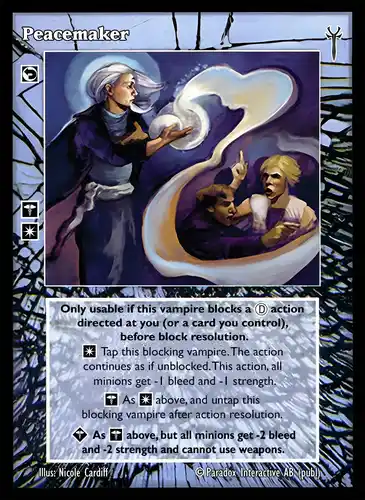 Peacemaker
Only usable if this vampire blocks a Ⓓ action
directed at you (or a card you control),
before block resolution.
Tap this blocking vampire. The action
continues as if unblocked. This action, all
minions get -1 bleed and -1 strength.
As above, and untap this
blocking vampire after action resolution.
As above, but all minions get -2 bleed
and -2 strength and cannot use weapons.
Illus: Nicole Cardiff © Paradox Interactive AB. (publ)